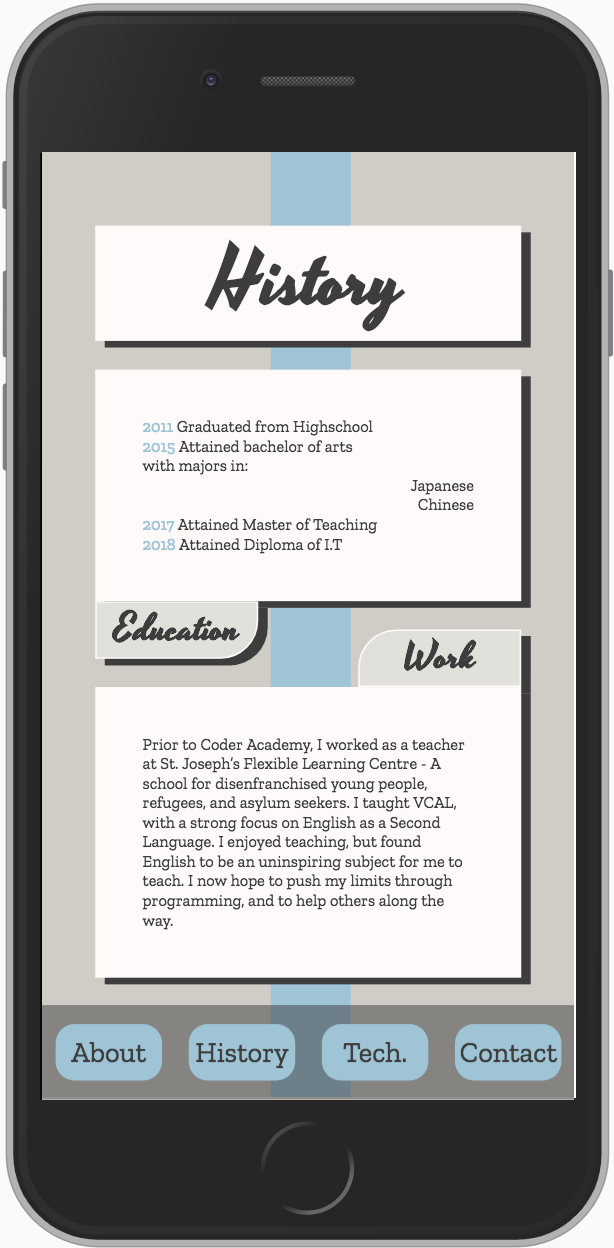 History
2011 Graduated from Highschool
2015 Attained bachelor of arts
with majors in:
Japanese
Chinese
2017 Attained Master of Teaching
2018 Attained Diploma of I.T
Education
Work
Prior to Coder Academy, I worked as a teacher
at St. Joseph's Flexible Learning Centre - A
school for disenfranchised young people,
refugees, and asylum seekers. I taught VCAL,
with a strong focus on English as a Second
Language. I enjoyed teaching, but found
English to be an uninspiring subject for me to
teach. I now hope to push my limits through
programming, and to help others along the
way.
About History Tech. Contact